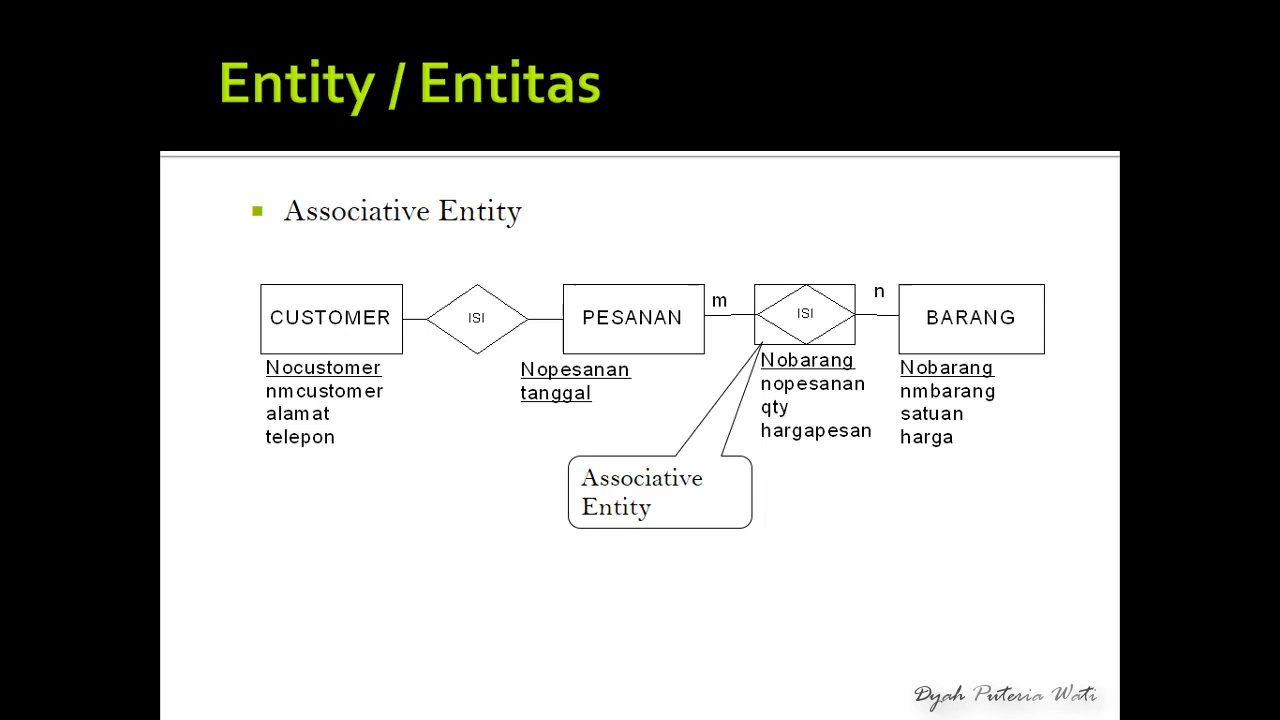 Entity / Entitas
Associative Entity
CUSTOMER
ISI
PESANAN
m
ISI
n
BARANG
Nocustomer
nmcustomer
alamat
telepon
Nopesanan
tanggal
Nobarang
nopesanan
qty
hargapesan
Nobarang
nmbarang
satuan
harga
Associative
Entity
Dyah Puteria Wati